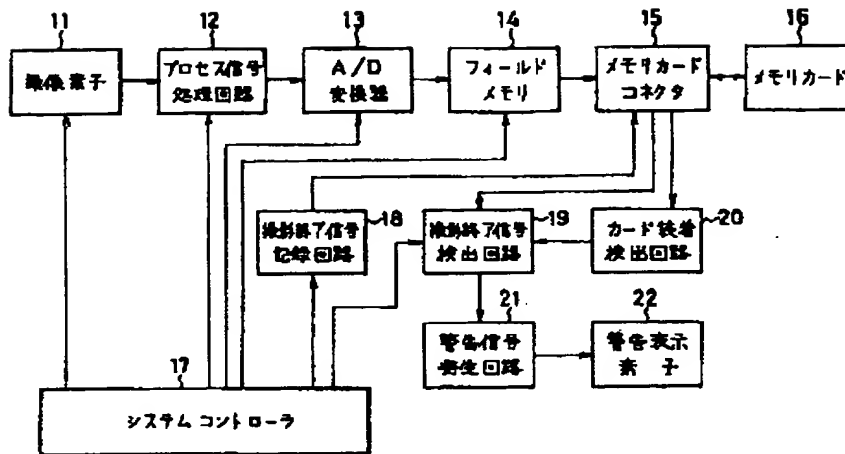 11
12
13
14
15
16
撮像素子
プロセス信号
処理回路
A/D
変換器
フィールド
メモリ
メモリカード
コネクタ
メモリカード
撮影終了信号
記録回路
18
撮影終了信号
検出回路
19
カード装着
検出回路
20
21
警告信号
発生回路
22
警告表示
素子
17
システムコントローラ